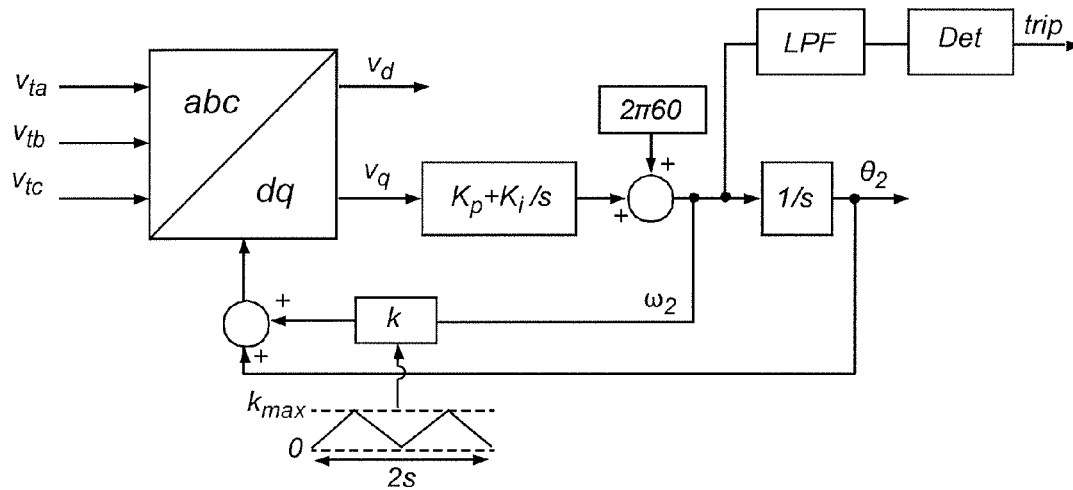 LPF
Det
trip
v_ta
v_tb
v_tc
abc
dq
v_d
v_q
2π60
K_p+K_i/s
+
+
1/s
θ_2
ω_2
k
+
+
k_max
0
2s